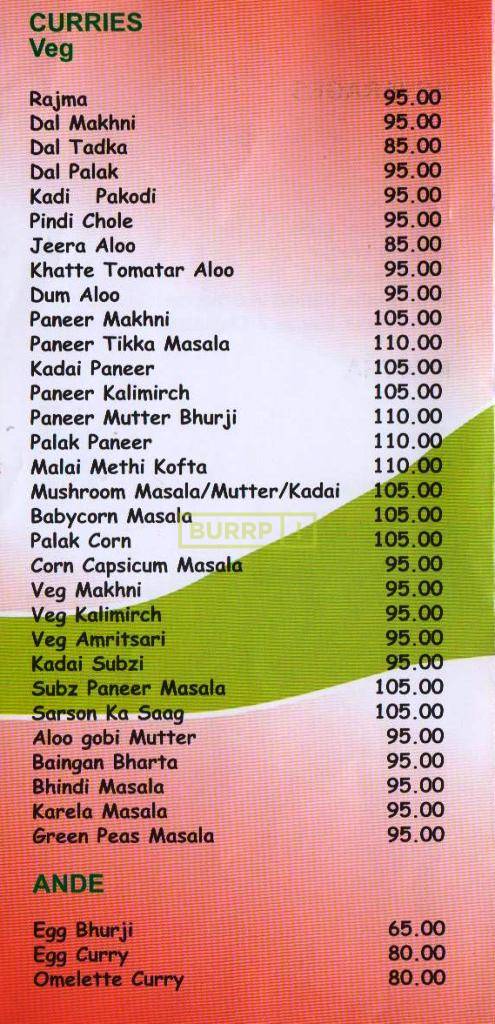 CURRIES
Veg
Rajma 95.00
Dal Makhni 95.00
Dal Tadka 85.00
Dal Palak 95.00
Kadi Pakodi 95.00
Pindi Chole 95.00
Jeera Aloo 85.00
Khatte Tomatar Aloo 95.00
Dum Aloo 95.00
Paneer Makhni 105.00
Paneer Tikka Masala 110.00
Kadai Paneer 105.00
Paneer Kalimirch 105.00
Paneer Mutter Bhurji 110.00
Palak Paneer 110.00
Malai Methi Kofta 110.00
Mushroom Masala/Mutter/Kadai 105.00
Babycorn Masala 105.00
BURRP
Palak Corn 105.00
Corn Capsicum Masala 95.00
Veg Makhni 95.00
Veg Kalimirch 95.00
Veg Amritsari 95.00
Kadai Subzi 95.00
Subz Paneer Masala 105.00
Sarson Ka Saag 105.00
Aloo gobi Mutter 95.00
Baingan Bharta 95.00
Bhindi Masala 95.00
Karela Masala 95.00
Green Peas Masala 95.00
ANDE
Egg Bhurji 65.00
Egg Curry 80.00
Omelette Curry 80.00